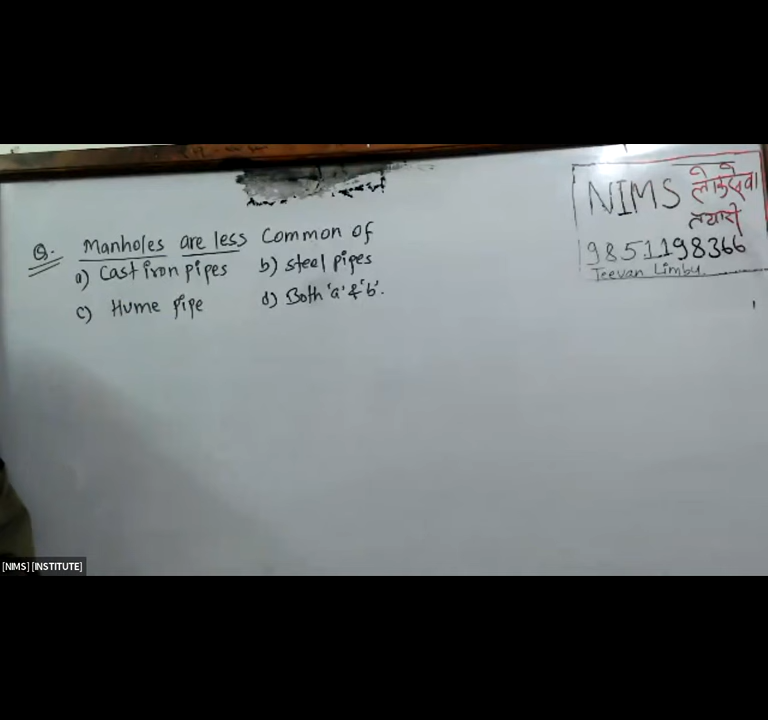 Q. Manholes are less Common of
a) Cast iron pipes b) steel pipes
c) Hume pipe d) Both 'a' & 'b'.
NIMS लोकसेवा
तयारी
9851198366
Jeevan Limbu
[NIMS] [INSTITUTE]